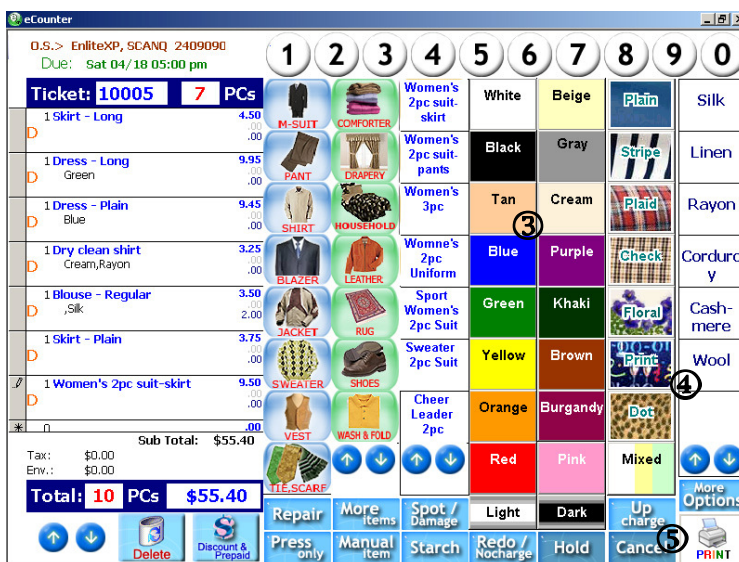 eCounter
O.S.> EnliteXP, SCANQ 2409090
Due: Sat 04/18 05:00 pm
1 2 3 4 5 6 7 8 9 0
Ticket: 10005 7 PCs
1 Skirt - Long 4.50
.00
D .00
1 Dress - Long 9.95
Green .00
D .00
1 Dress - Plain 9.45
Blue .00
D .00
1 Dry clean shirt 3.25
Cream,Rayon .00
D .00
1 Blouse - Regular 3.50
,Silk .00
D 2.00
1 Skirt - Plain 3.75
.00
D .00
1 Women's 2pc suit-skirt 9.50
.00
D .00
0 .00
Sub Total: $55.40
Tax: $0.00
Env.: $0.00
Total: 10 PCs $55.40
Delete
Discount &
Prepaid
M-SUIT
PANT
SHIRT
BLAZER
JACKET
SWEATER
VEST
TIE,SCARF
COMFORTER
DRAPERY
HOUSEHOLD
LEATHER
RUG
SHOES
WASH & FOLD
Women's
2pc suit-
skirt
Women's
2pc suit-
pants
Women's
3pc
Womne's
2pc
Uniform
Sport
Women's
2pc Suit
Sweater
2pc Suit
Cheer
Leader
2pc
White
Black
Tan
Blue
Green
Yellow
Orange
Red
Light
Beige
Gray
Cream
③
Purple
Khaki
Brown
Burgandy
Pink
Dark
Plain
Stripe
Plaid
Check
Floral
Print
Dot
Mixed
Silk
Linen
Rayon
Corduro
y
Cash-
mere
Wool
④
More
Options
Repair
More
items
Spot /
Damage
Up
charge
Press
only
Manual
item
Starch
Redo /
Nocharge
Hold
Cancel
⑤
PRINT